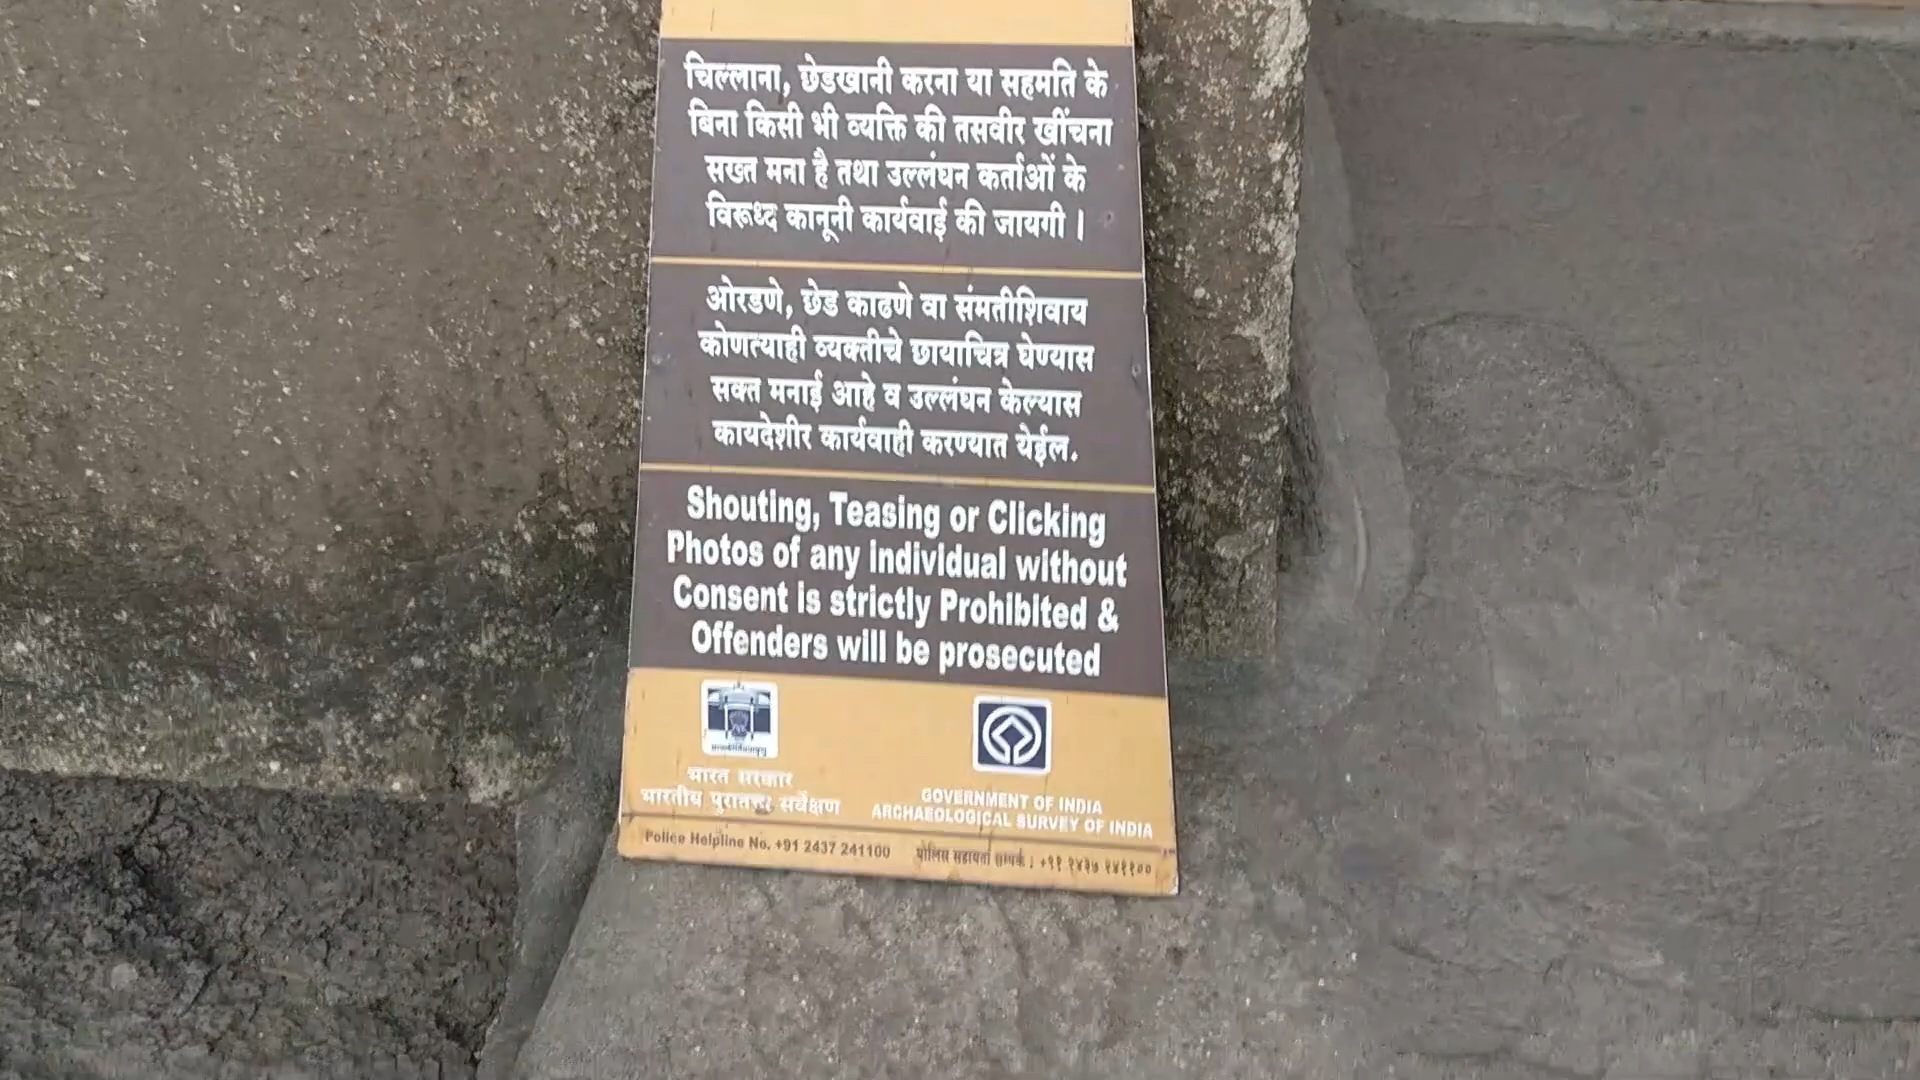 चिल्लाना, छेडखानी करना या सहमति के
बिना किसी भी व्यक्ति की तसवीर खींचना
सख्त मना है तथा उल्लंघन कर्ताओं के
विरूध्द कानूनी कार्यवाई की जायगी ।
ओरडणे, छेड काढणे वा संमतीशिवाय
कोणत्याही व्यक्तीचे छायाचित्र घेण्यास
सक्त मनाई आहे व उल्लंघन केल्यास
कायदेशीर कार्यवाही करण्यात येईल.
Shouting, Teasing or Clicking
Photos of any individual without
Consent is strictly Prohibited &
Offenders will be prosecuted
भारत सरकार
भारतीय पुरातत्व सर्वेक्षण
GOVERNMENT OF INDIA
ARCHAEOLOGICAL SURVEY OF INDIA
Police Helpline No. +91 2437 241100
पोलिस सहायता सम्पर्क : +९१ २४३७ २४११००